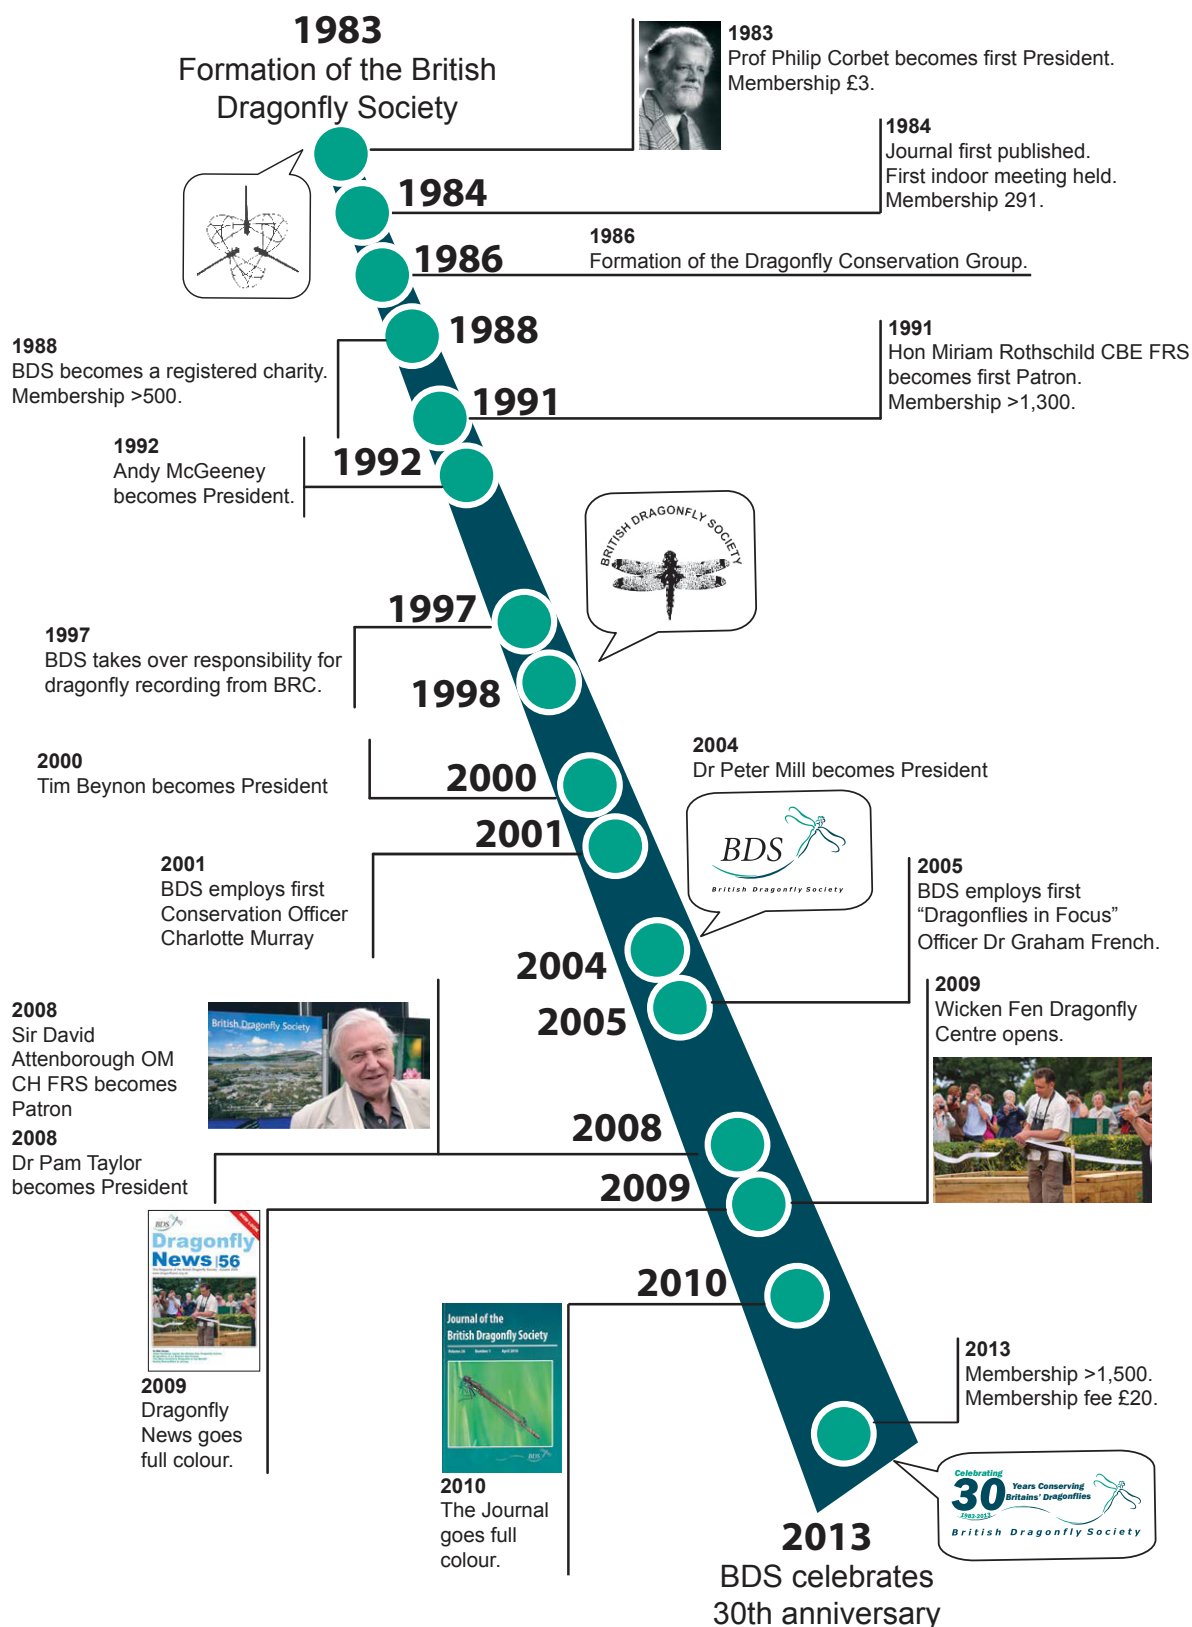 1983
Formation of the British
Dragonfly Society
1983
Prof Philip Corbet becomes first President.
Membership £3.
1984
Journal first published.
First indoor meeting held.
Membership 291.
1984
1986
Formation of the Dragonfly Conservation Group.
1986
1988
1988
BDS becomes a registered charity.
Membership >500.
1991
Hon Miriam Rothschild CBE FRS
becomes first Patron.
Membership >1,300.
1991
1992
Andy McGeeney
becomes President.
1992
BRITISH DRAGONFLY SOCIETY
1997
1997
BDS takes over responsibility for
dragonfly recording from BRC.
1998
2000
Tim Beynon becomes President
2000
2004
Dr Peter Mill becomes President
BDS
British Dragonfly Society
2001
2001
BDS employs first
Conservation Officer
Charlotte Murray
2005
BDS employs first
“Dragonflies in Focus”
Officer Dr Graham French.
2004
2005
2009
Wicken Fen Dragonfly
Centre opens.
2008
Sir David
Attenborough OM
CH FRS becomes
Patron
British Dragonfly Society
2008
Dr Pam Taylor
becomes President
2008
2009
BDS
Dragonfly
News 56
2009
Dragonfly
News goes
full colour.
2010
Journal of the
British Dragonfly Society
BDS
2010
The Journal
goes full
colour.
2013
Membership >1,500.
Membership fee £20.
Celebrating
30
Years Conserving
Britains' Dragonflies
1983-2013
British Dragonfly Society
2013
BDS celebrates
30th anniversary